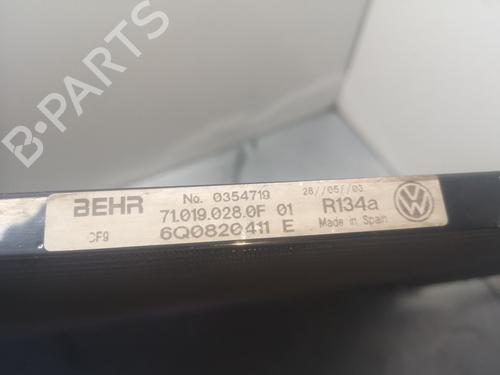 BEHR No. 0354719 28//05//03
71.019.028.0F 01 R134a
CF9 6Q0820411 E Made in Spain
B-PARTS